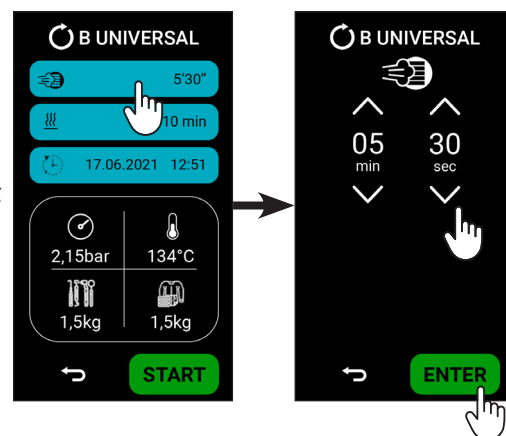 B UNIVERSAL
5'30"
10 min
17.06.2021 12:51
2,15bar 134°C
1,5kg 1,5kg
START
B UNIVERSAL
05 30
min sec
ENTER